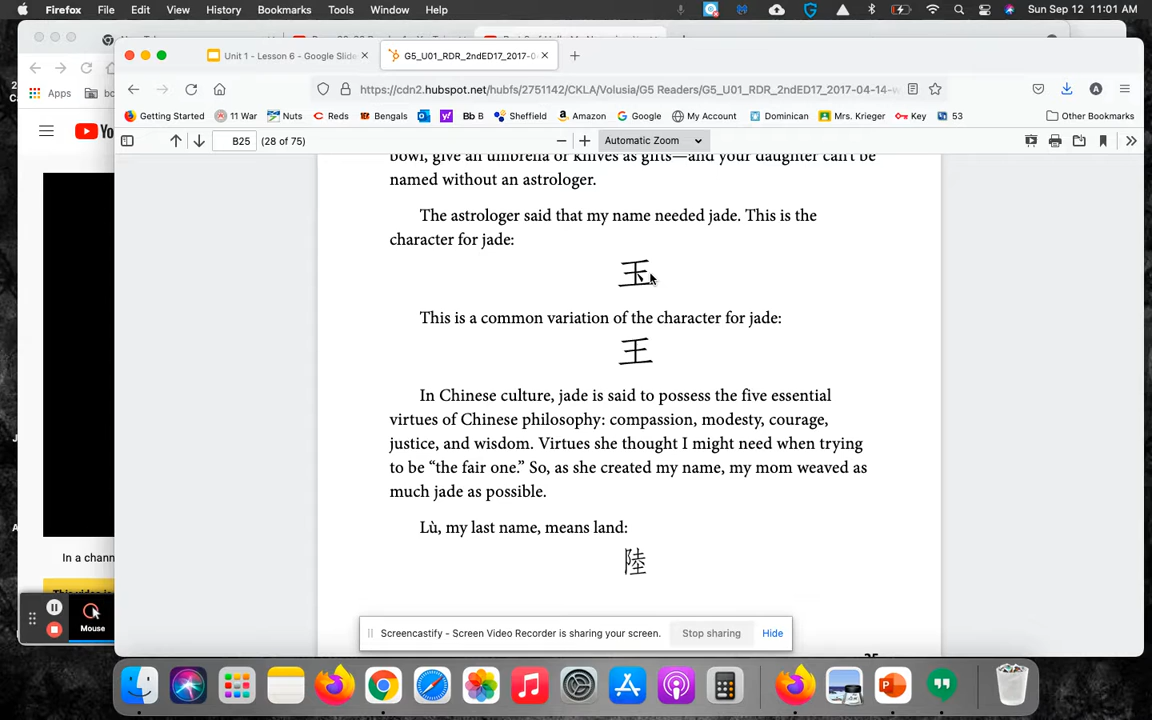 Firefox File Edit View History Bookmarks Tools Window Help Sun Sep 12 11:01 AM
Unit 1 - Lesson 6 - Google Slide × G5_U01_RDR_2ndED17_2017-04- × +
https://cdn2.hubspot.net/hubfs/2751142/CKLA/Volusia/G5 Readers/G5_U01_RDR_2ndED17_2017-04-14-w
Apps
Getting Started 11 War Nuts C Reds Bengals Bb B Sheffield Amazon Google My Account Dominican Mrs. Krieger Key 53 Other Bookmarks
B25 (28 of 75) Automatic Zoom
bowl, give an umbrella or knives as gifts—and your daughter can't be
named without an astrologer.
The astrologer said that my name needed jade. This is the
character for jade:
玉
This is a common variation of the character for jade:
王
In Chinese culture, jade is said to possess the five essential
virtues of Chinese philosophy: compassion, modesty, courage,
justice, and wisdom. Virtues she thought I might need when trying
to be “the fair one.” So, as she created my name, my mom weaved as
much jade as possible.
Lù, my last name, means land:
陸
In a chann
Mouse
Screencastify - Screen Video Recorder is sharing your screen. Stop sharing Hide